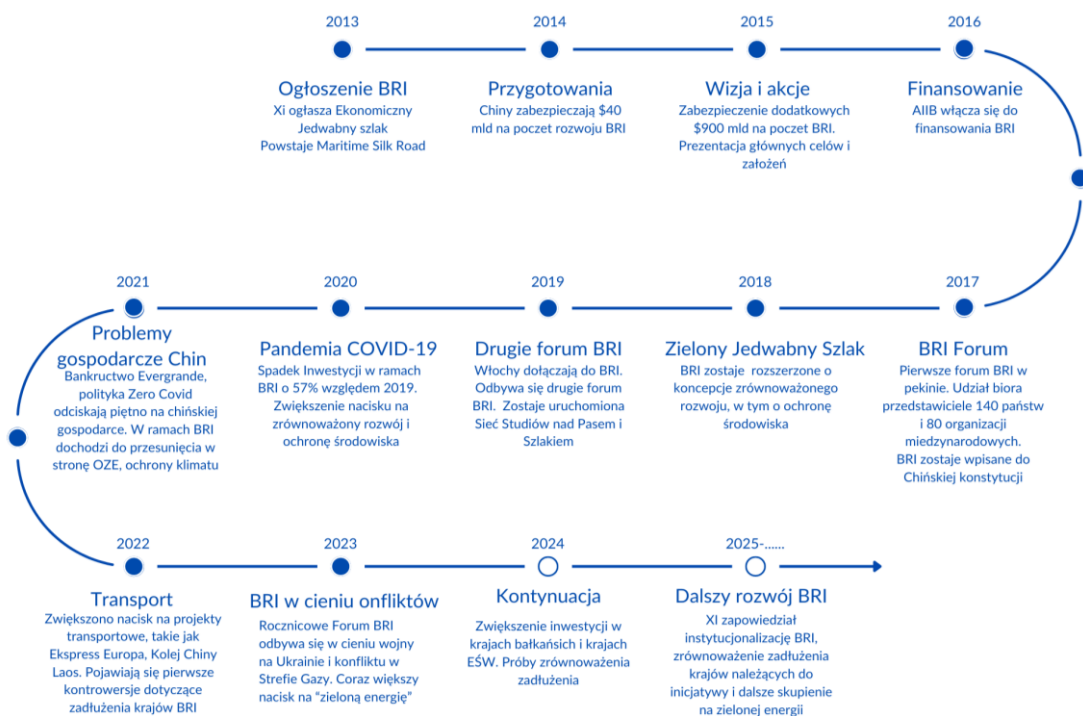 2013
Ogłoszenie BRI
Xi ogłasza Ekonomiczny
Jedwabny szlak
Powstaje Maritime Silk Road
2014
Przygotowania
Chiny zabezpieczają $40
mld na poczet rozwoju BRI
2015
Wizja i akcje
Zabezpieczenie dodatkowych
$900 mld na poczet BRI.
Prezentacja głównych celów i
założeń
2016
Finansowanie
AIIB włącza się do
finansowania BRI
2017
BRI Forum
Pierwsze forum BRI w
pekinie. Udział biora
przedstawiciele 140 państw
i 80 organizacji
miedzynarodowych.
BRI zostaje wpisane do
Chińskiej konstytucji
2018
Zielony Jedwabny Szlak
BRI zostaje rozszerzone o
koncepcje zrównoważonego
rozwoju, w tym o ochronę
środowiska
2019
Drugie forum BRI
Włochy dołączają do BRI.
Odbywa się drugie forum
BRI. Zostaje uruchomiona
Sieć Studiów nad Pasem i
Szlakiem
2020
Pandemia COVID-19
Spadek Inwestycji w ramach
BRI o 57% względem 2019.
Zwiększenie nacisku na
zrównoważony rozwój i
ochronę środowiska
2021
Problemy
gospodarcze Chin
Bankructwo Evergrande,
polityka Zero Covid
odciskają piętno na chińskiej
gospodarce. W ramach BRI
dochodzi do przesunięcia w
stronę OZE, ochrony klimatu
2022
Transport
Zwiększono nacisk na projekty
transportowe, takie jak
Ekspress Europa, Kolej Chiny
Laos. Pojawiają się pierwsze
kontrowersje dotyczące
zadłużenia krajów BRI
2023
BRI w cieniu onfliktów
Rocznicowe Forum BRI
odbywa się w cieniu wojny
na Ukrainie i konfliktu w
Strefie Gazy. Coraz większy
nacisk na "zieloną energię"
2024
Kontynuacja
Zwiększenie inwestycji w
krajach bałkańsich i krajach
EŚW. Próby zrównoważenia
zadłużenia
2025-......
Dalszy rozwój BRI
XI zapowiedział
instytucjonalizację BRI,
zrównoważenie zadłużenia
krajów należących do
inicjatywy i dalsze skupienie
na zielonej energii